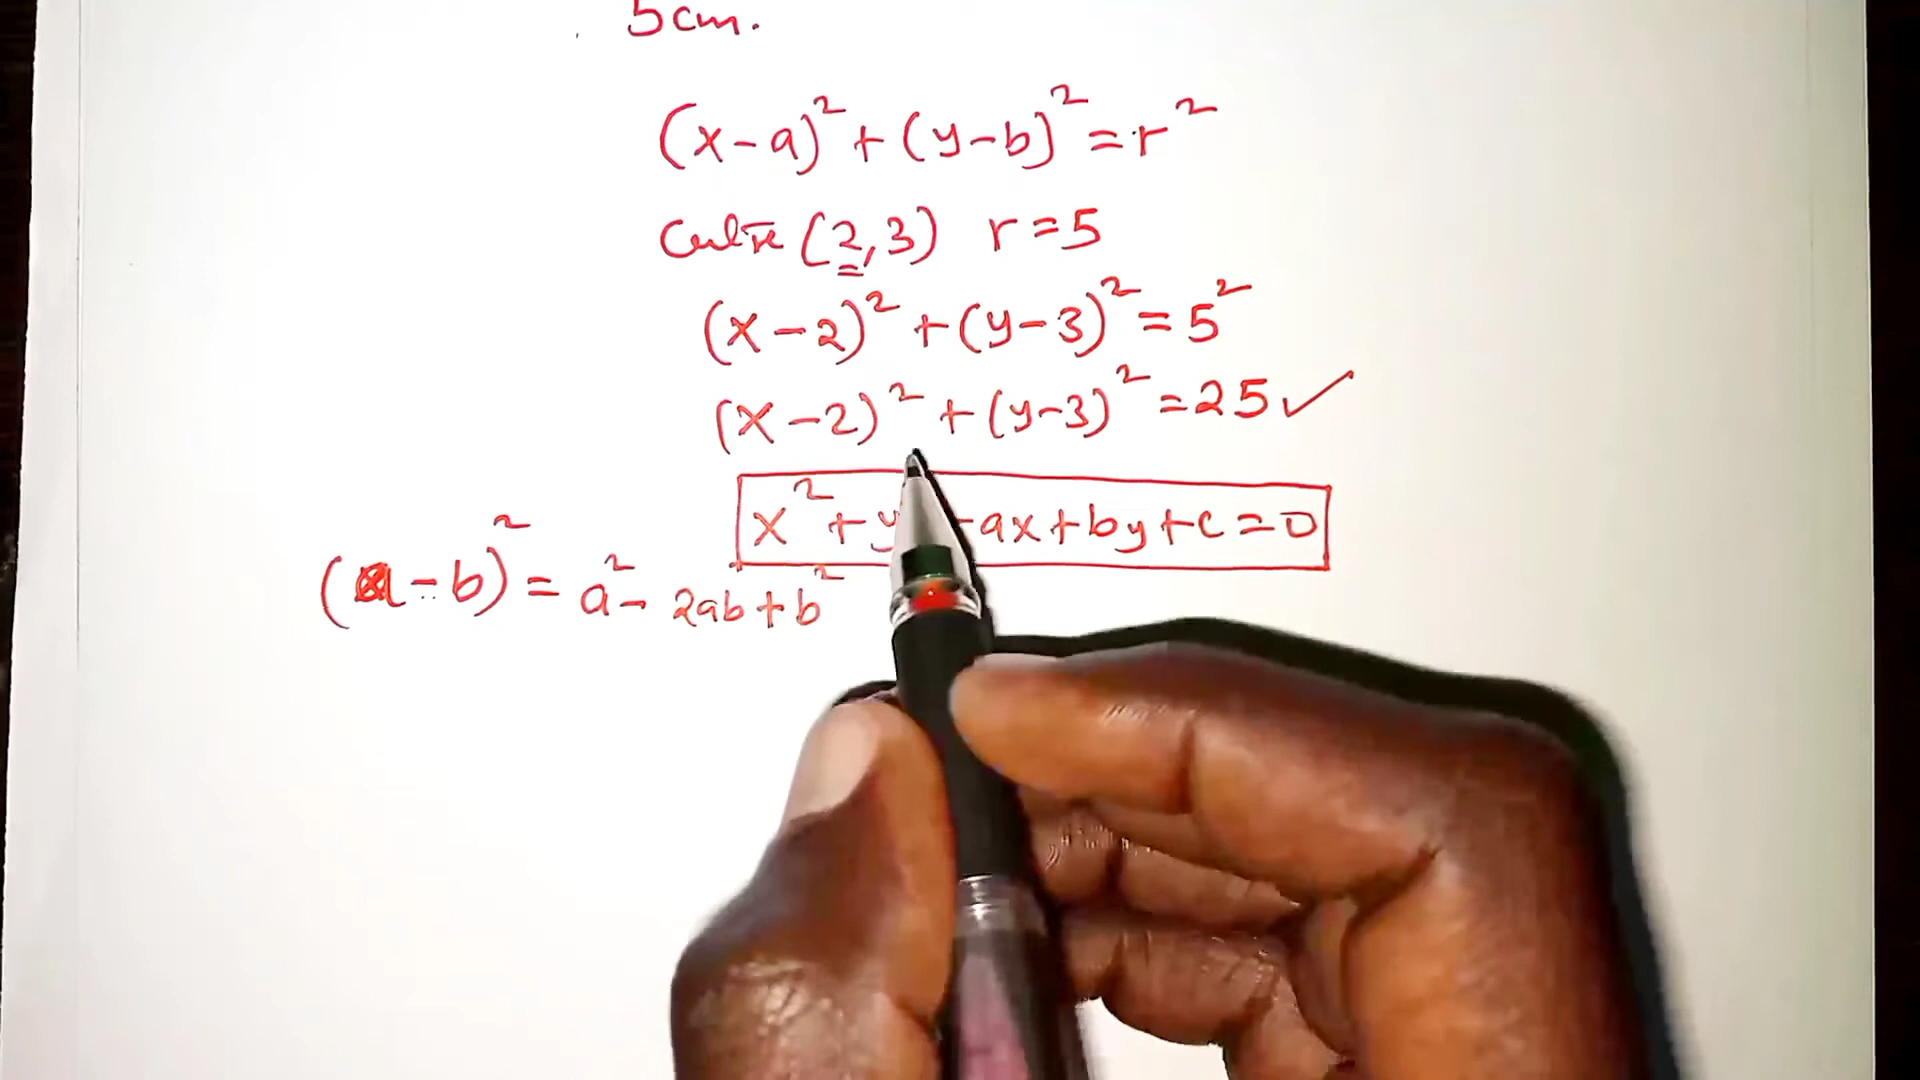 5cm.
(x-a)² + (y-b)² = r²
Centre (2,3) r = 5
(x-2)² + (y-3)² = 5²
(x-2)² + (y-3)² = 25 ✓
x² + y ax + by + c = 0
(a-b)² = a² - 2ab + b²